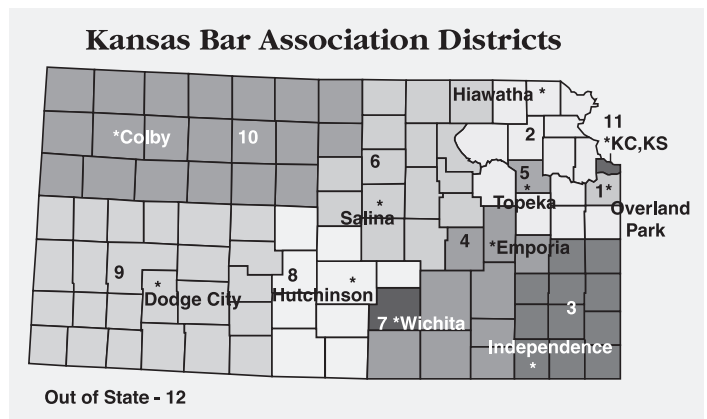 Kansas Bar Association Districts
Hiawatha *
11
*KC,KS
2
*Colby
10
6
5
*
Topeka
1*
Overland
Park
Salina
*
4
*Emporia
9
*
Dodge City
8
*
Hutchinson
3
7 *Wichita
Independence
*
Out of State - 12